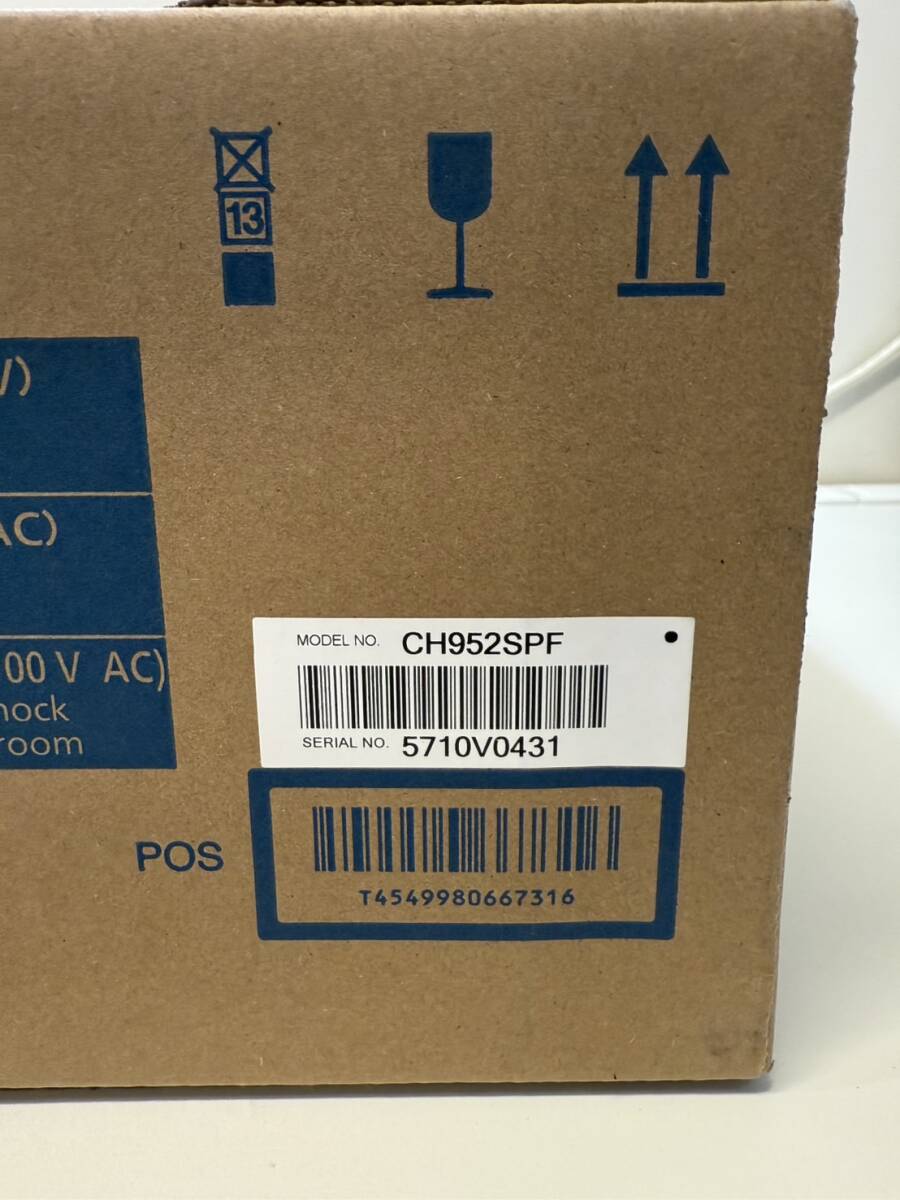 13
V)
AC)
00 V AC)
hock
room
MODEL NO. CH952SPF
SERIAL NO. 5710V0431
POS
T4549980667316